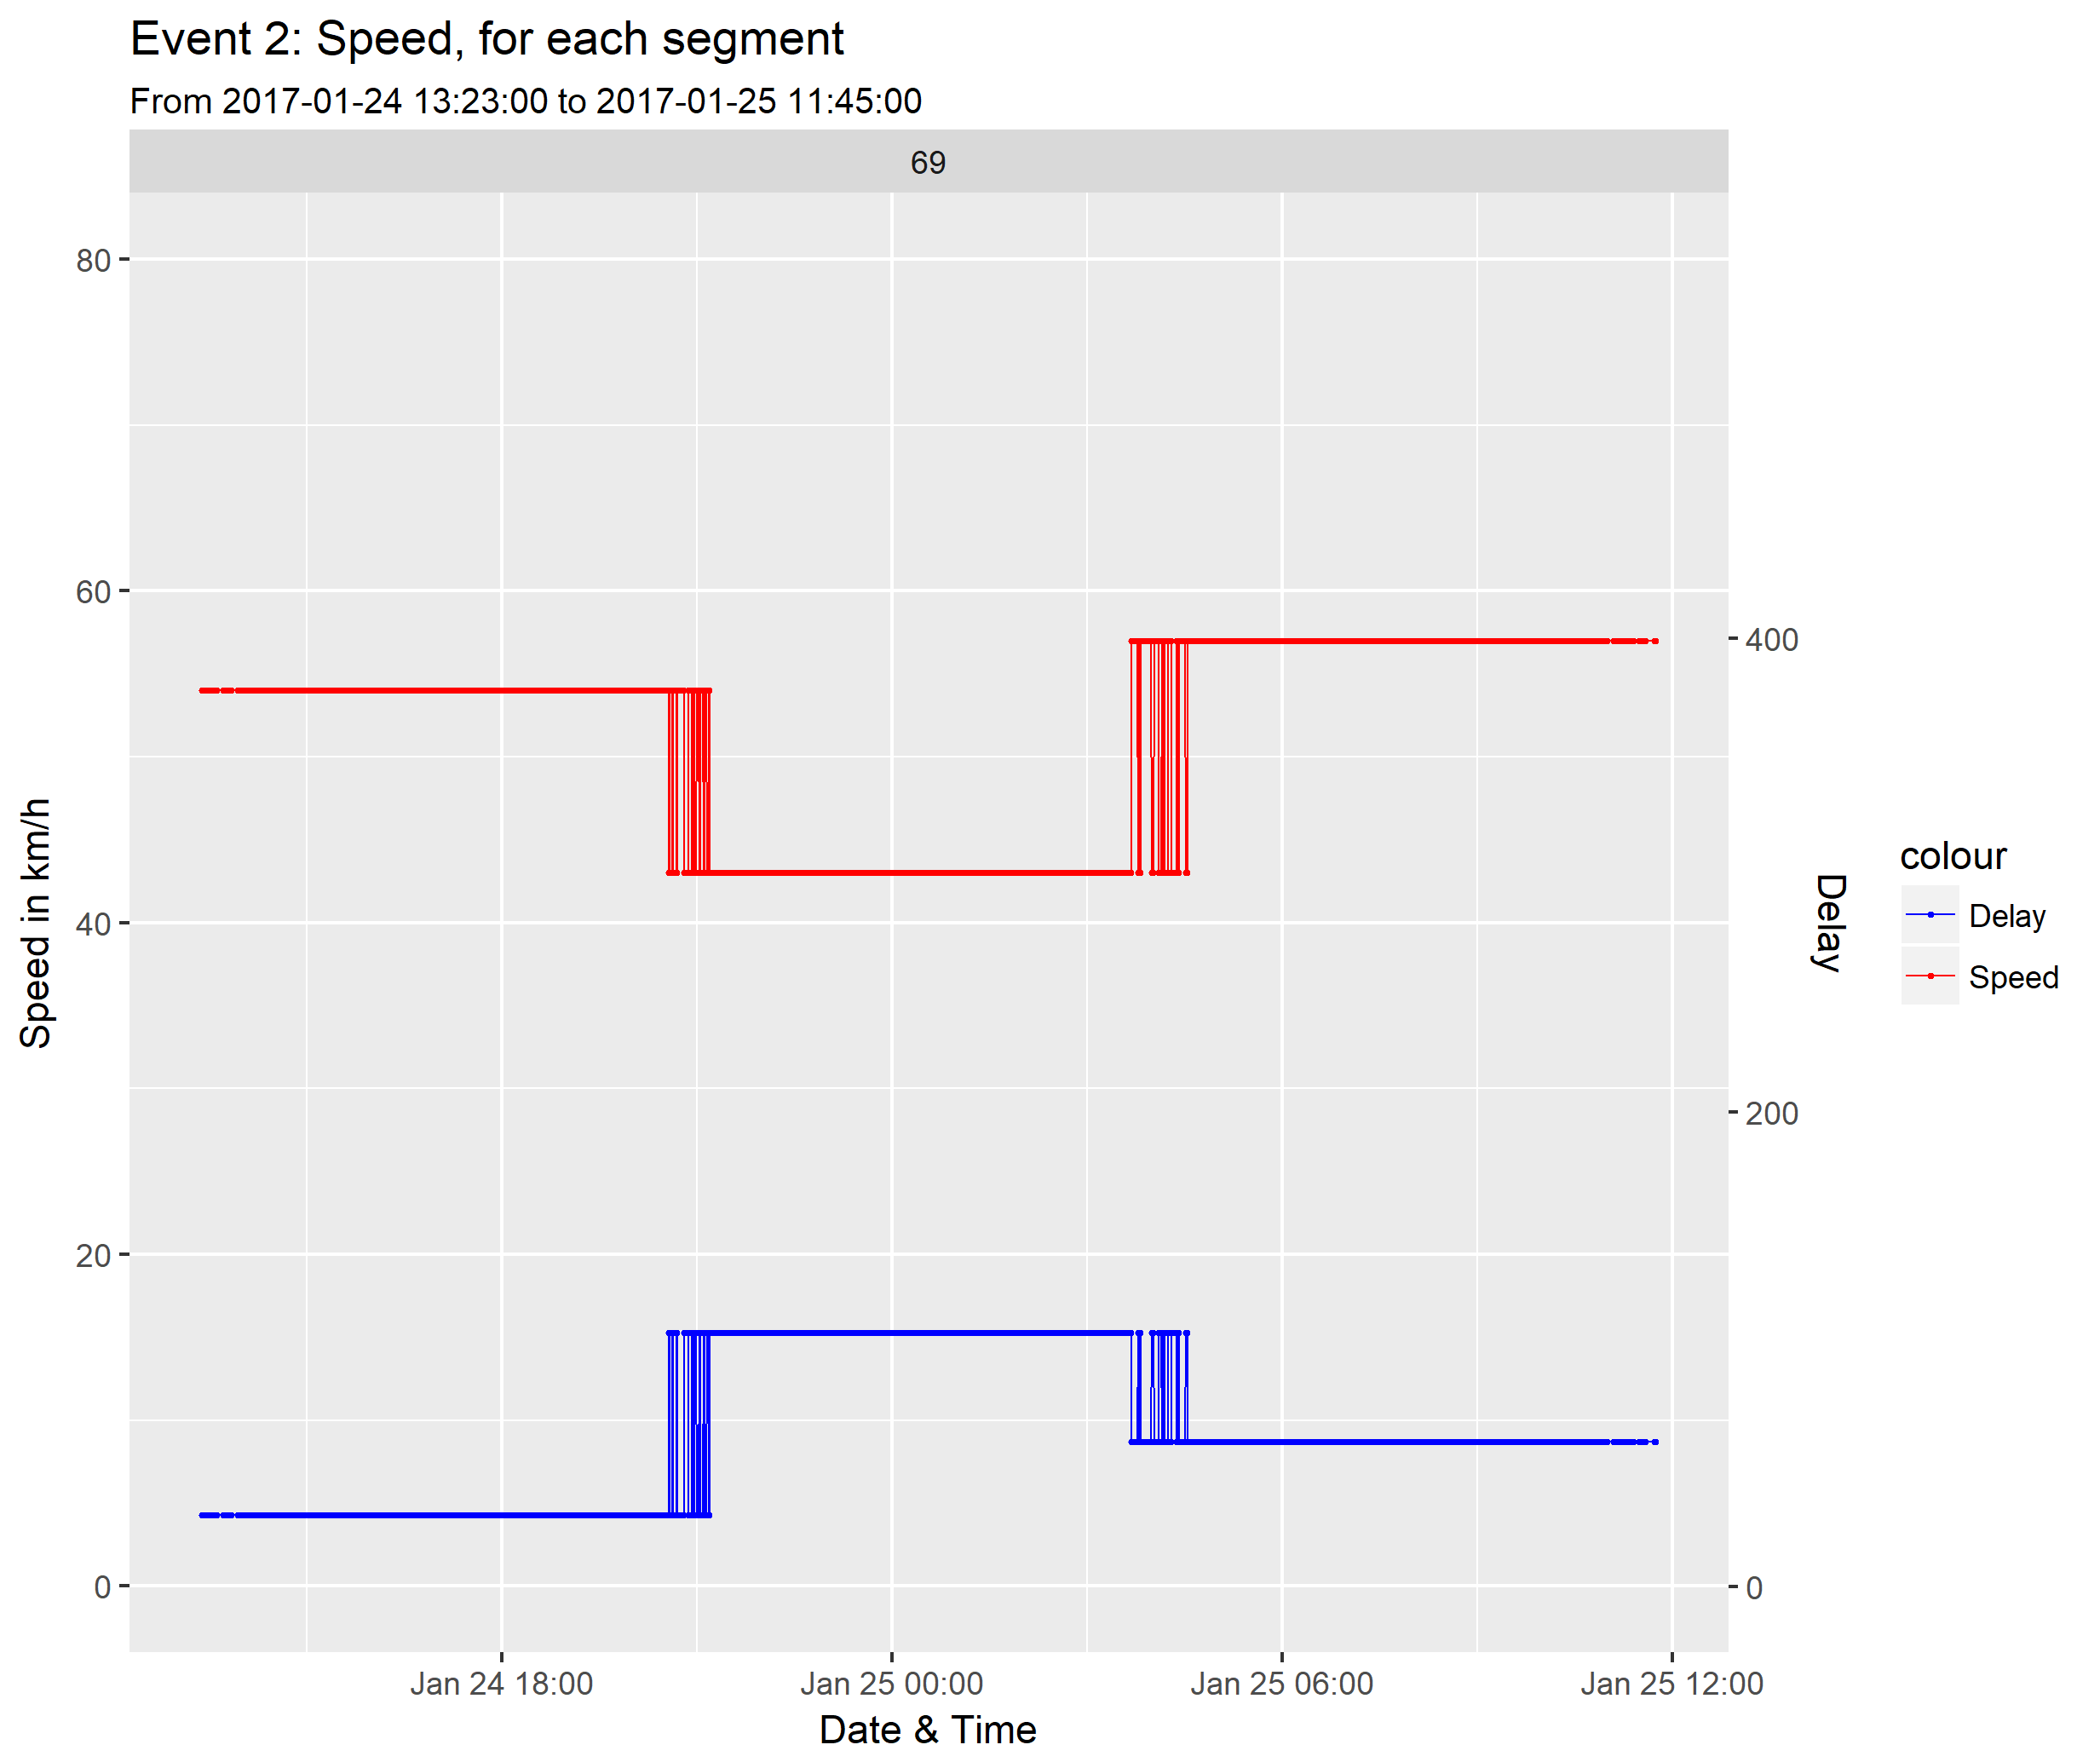 Event 2: Speed, for each segment
From 2017-01-24 13:23:00 to 2017-01-25 11:45:00
69
80
60
40
20
0
Speed in km/h
400
200
0
Delay
colour
Delay
Speed
Jan 24 18:00
Jan 25 00:00
Jan 25 06:00
Jan 25 12:00
Date & Time